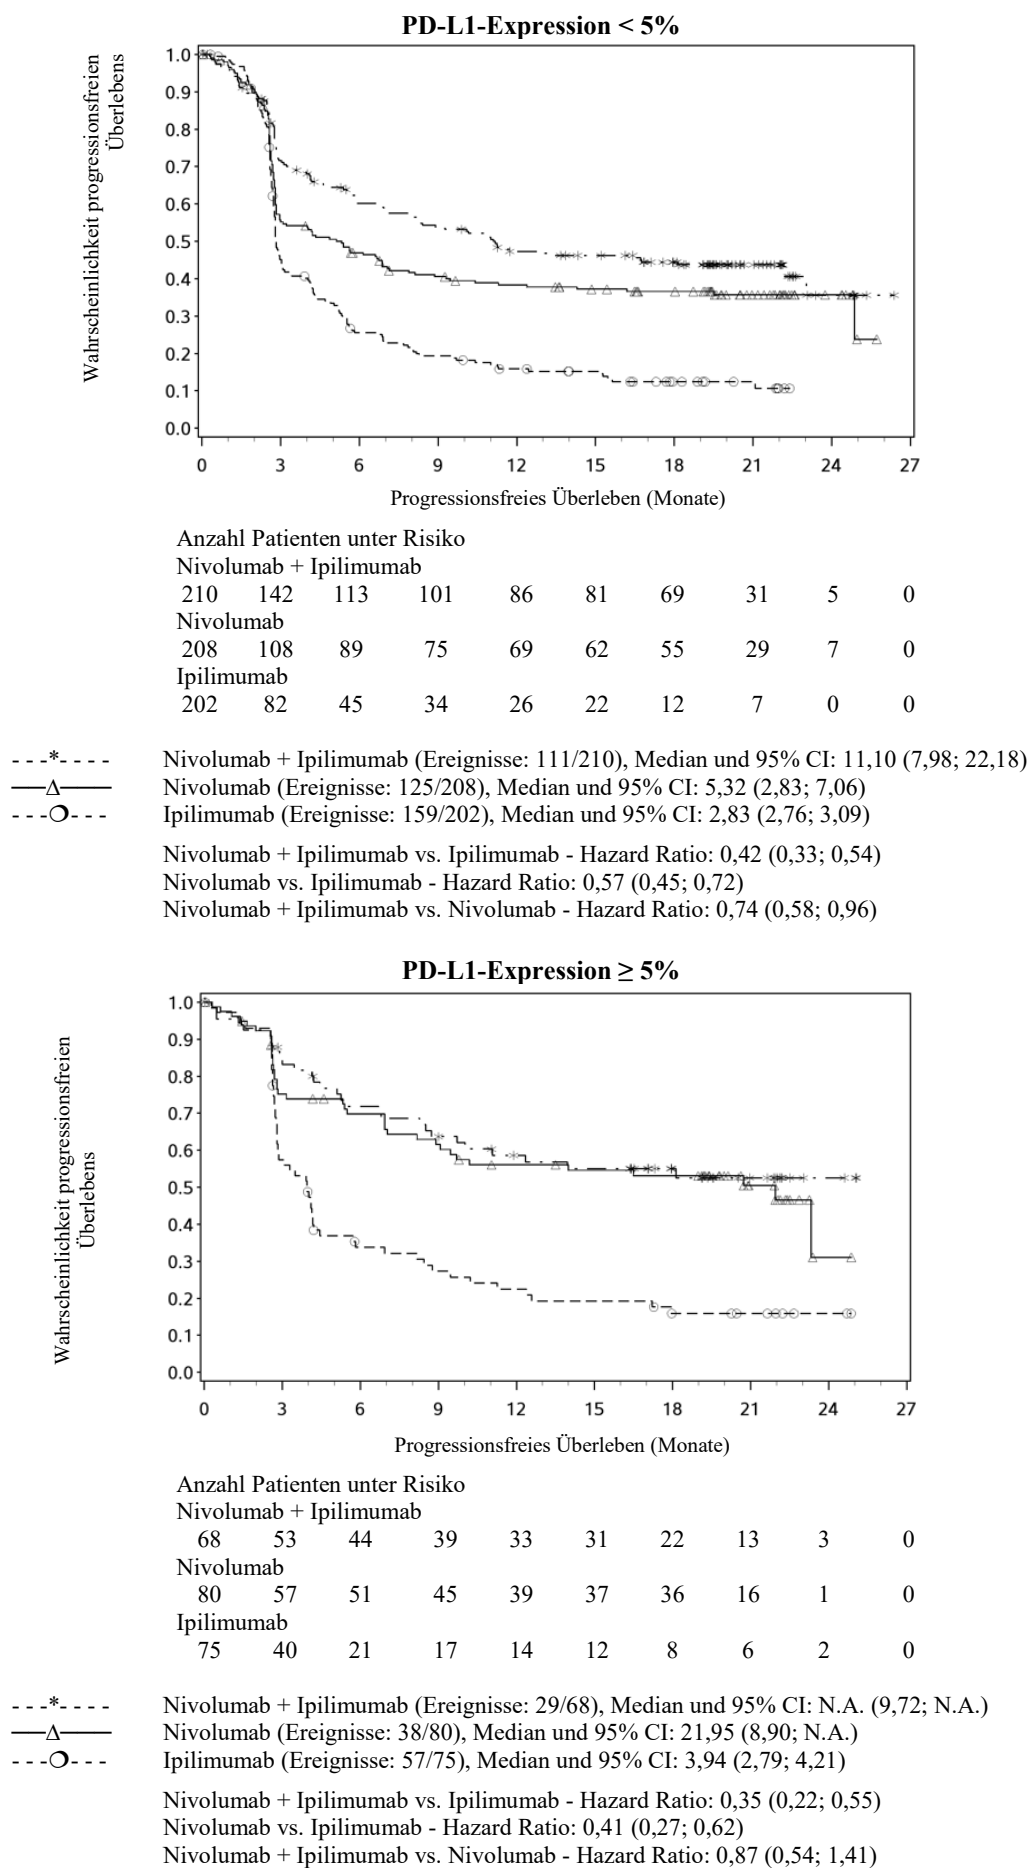 PD-L1-Expression < 5%
Wahrscheinlichkeit progressionsfreien
Überlebens
1.0
0.9
0.8
0.7
0.6
0.5
0.4
0.3
0.2
0.1
0.0
0 3 6 9 12 15 18 21 24 27
Progressionsfreies Überleben (Monate)
Anzahl Patienten unter Risiko
Nivolumab + Ipilimumab
210 142 113 101 86 81 69 31 5 0
Nivolumab
208 108 89 75 69 62 55 29 7 0
Ipilimumab
202 82 45 34 26 22 12 7 0 0
- - -*- - - - Nivolumab + Ipilimumab (Ereignisse: 111/210), Median und 95% CI: 11,10 (7,98; 22,18)
──Δ─── Nivolumab (Ereignisse: 125/208), Median und 95% CI: 5,32 (2,83; 7,06)
- - -❍- - - Ipilimumab (Ereignisse: 159/202), Median und 95% CI: 2,83 (2,76; 3,09)
Nivolumab + Ipilimumab vs. Ipilimumab - Hazard Ratio: 0,42 (0,33; 0,54)
Nivolumab vs. Ipilimumab - Hazard Ratio: 0,57 (0,45; 0,72)
Nivolumab + Ipilimumab vs. Nivolumab - Hazard Ratio: 0,74 (0,58; 0,96)
PD-L1-Expression ≥ 5%
Wahrscheinlichkeit progressionsfreien
Überlebens
1.0
0.9
0.8
0.7
0.6
0.5
0.4
0.3
0.2
0.1
0.0
0 3 6 9 12 15 18 21 24 27
Progressionsfreies Überleben (Monate)
Anzahl Patienten unter Risiko
Nivolumab + Ipilimumab
68 53 44 39 33 31 22 13 3 0
Nivolumab
80 57 51 45 39 37 36 16 1 0
Ipilimumab
75 40 21 17 14 12 8 6 2 0
- - -*- - - - Nivolumab + Ipilimumab (Ereignisse: 29/68), Median und 95% CI: N.A. (9,72; N.A.)
──Δ─── Nivolumab (Ereignisse: 38/80), Median und 95% CI: 21,95 (8,90; N.A.)
- - -❍- - - Ipilimumab (Ereignisse: 57/75), Median und 95% CI: 3,94 (2,79; 4,21)
Nivolumab + Ipilimumab vs. Ipilimumab - Hazard Ratio: 0,35 (0,22; 0,55)
Nivolumab vs. Ipilimumab - Hazard Ratio: 0,41 (0,27; 0,62)
Nivolumab + Ipilimumab vs. Nivolumab - Hazard Ratio: 0,87 (0,54; 1,41)